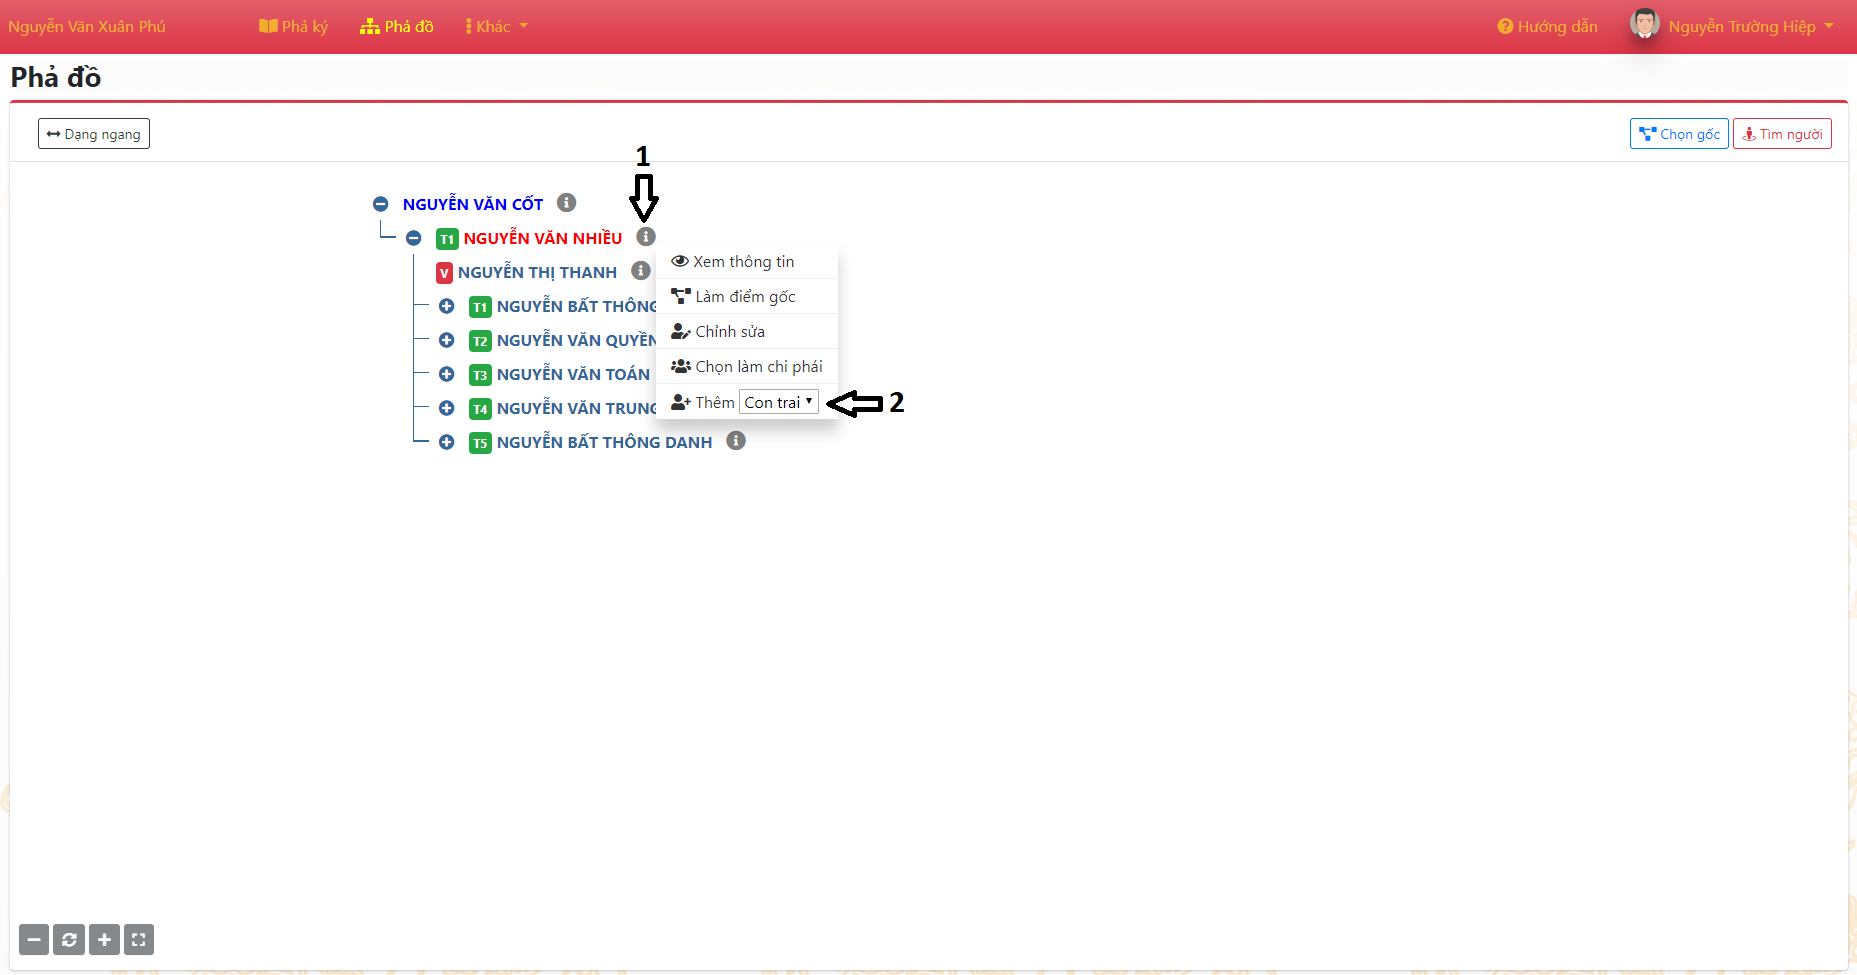 Nguyễn Văn Xuân Phú Phả ký Phả đồ Khác Hướng dẫn Nguyễn Trường Hiệp
Phả đồ
Dạng ngang Chọn gốc Tìm người
1
NGUYỄN VĂN CỐT
T1 NGUYỄN VĂN NHIỀU
V NGUYỄN THỊ THANH
T1 NGUYỄN BẤT THÔNG
T2 NGUYỄN VĂN QUYỀN
T3 NGUYỄN VĂN TOÁN
T4 NGUYỄN VĂN TRUNG
T5 NGUYỄN BẤT THÔNG DANH
Xem thông tin
Làm điểm gốc
Chỉnh sửa
Chọn làm chi phái
Thêm Con trai 2